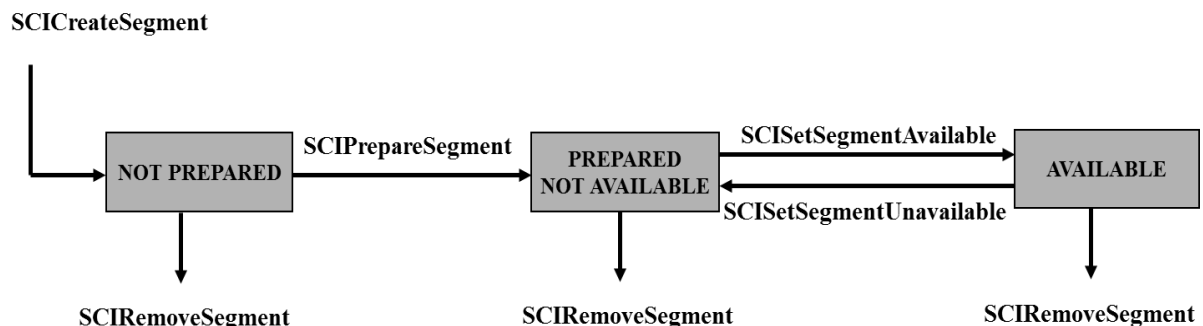 SCICreateSegment
SCIPrepareSegment
SCISetSegmentAvailable
NOT PREPARED
PREPARED
NOT AVAILABLE
AVAILABLE
SCISetSegmentUnavailable
SCIRemoveSegment
SCIRemoveSegment
SCIRemoveSegment